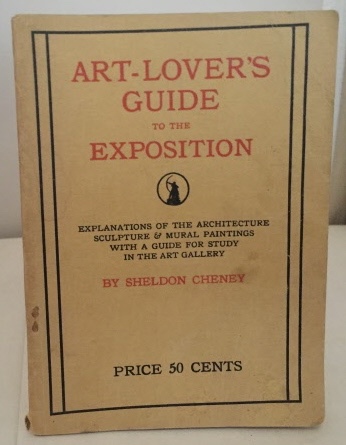 ART-LOVER'S
GUIDE
TO THE
EXPOSITION
EXPLANATIONS OF THE ARCHITECTURE
SCULPTURE & MURAL PAINTINGS
WITH A GUIDE FOR STUDY
IN THE ART GALLERY
BY SHELDON CHENEY
PRICE 50 CENTS